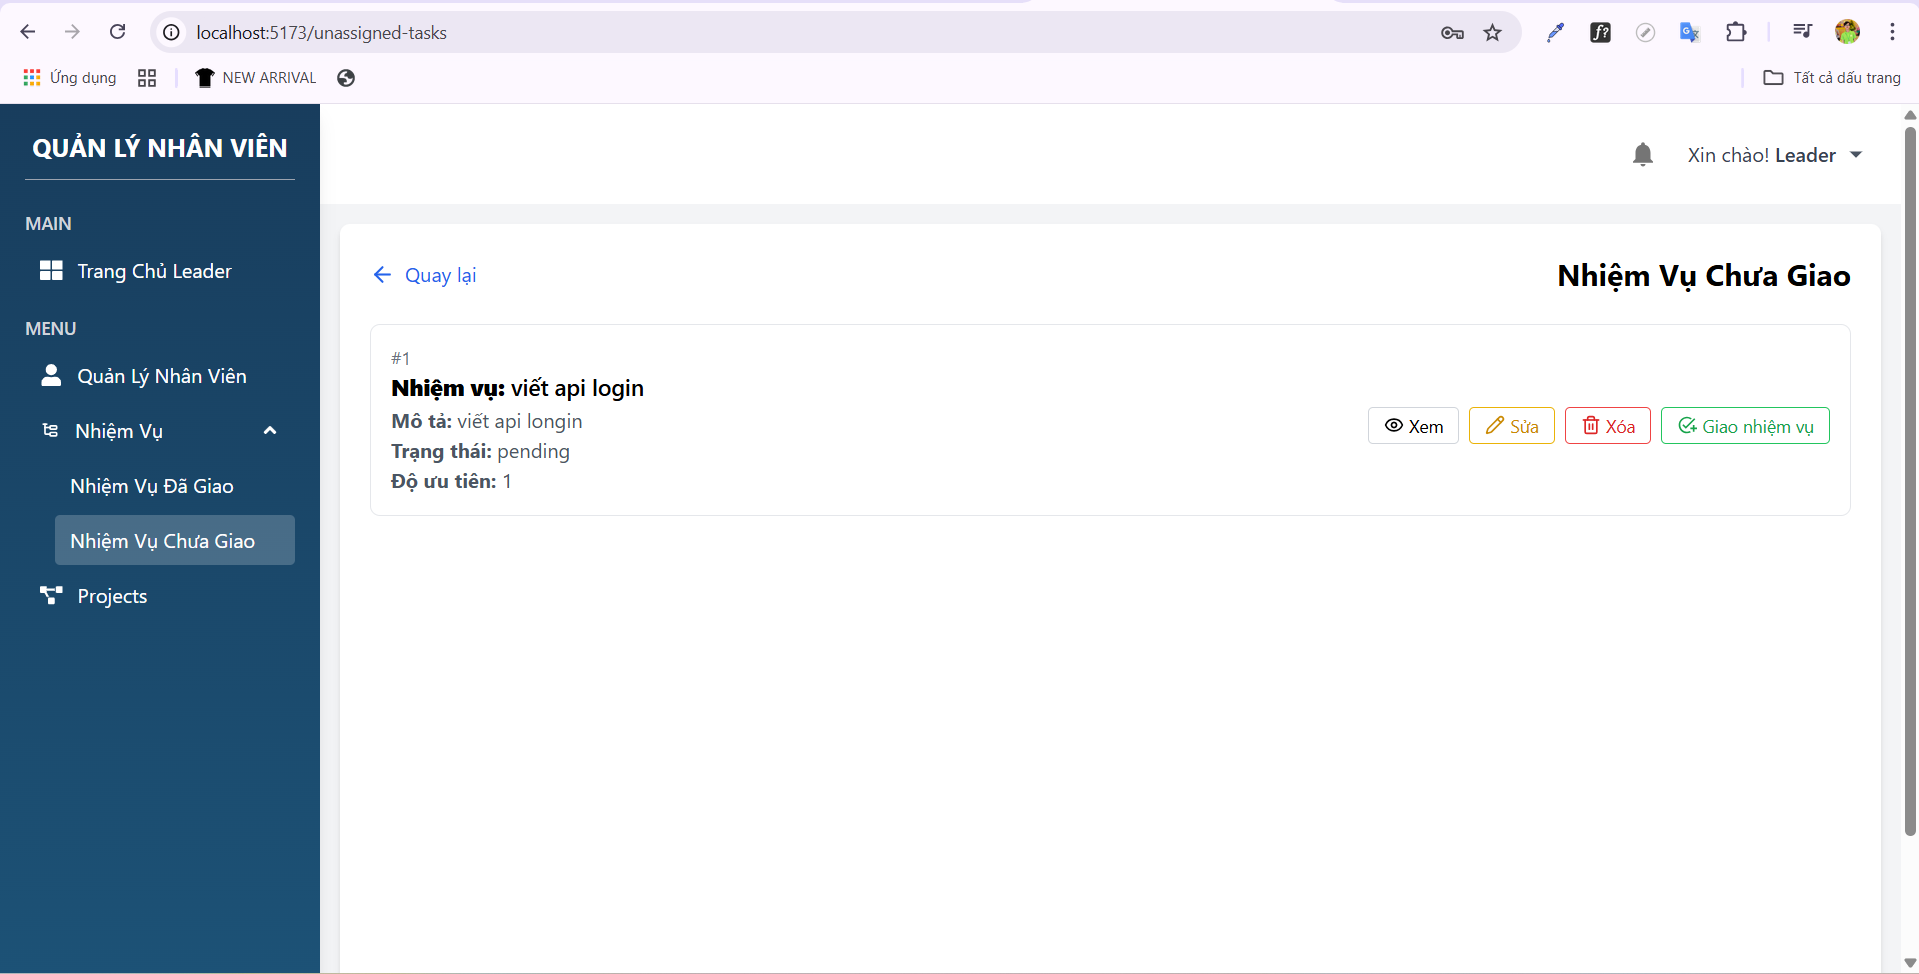 localhost:5173/unassigned-tasks
Ứng dụng
NEW ARRIVAL
Tất cả dấu trang
QUẢN LÝ NHÂN VIÊN
MAIN
Trang Chủ Leader
MENU
Quản Lý Nhân Viên
Nhiệm Vụ
Nhiệm Vụ Đã Giao
Nhiệm Vụ Chưa Giao
Projects
Xin chào! Leader
Quay lại
Nhiệm Vụ Chưa Giao
#1
Nhiệm vụ: viết api login
Mô tả: viết api longin
Trạng thái: pending
Độ ưu tiên: 1
Xem
Sửa
Xóa
Giao nhiệm vụ